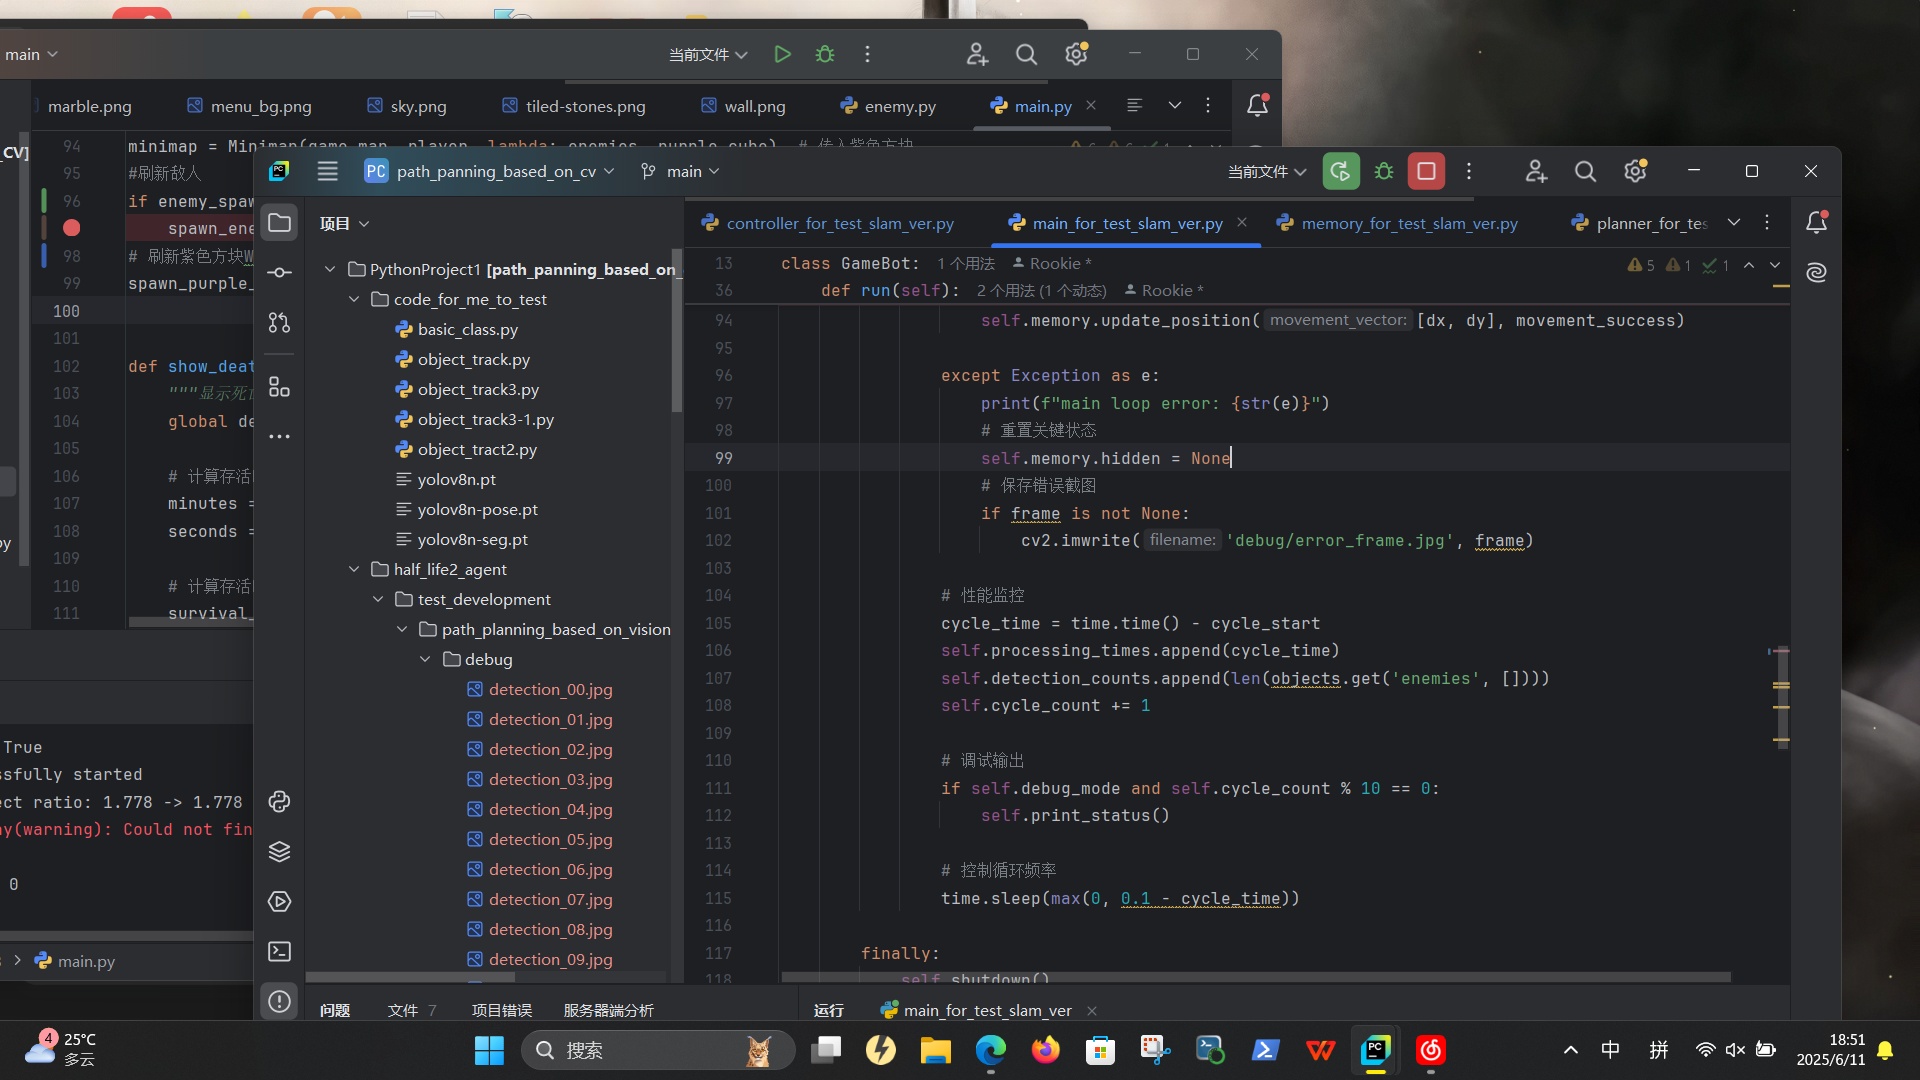 main
当前文件
marble.png
menu_bg.png
sky.png
tiled-stones.png
wall.png
enemy.py
main.py
_CV]
94
95 #刷新敌人
96 if enemy_spaw
spawn_ene
98 # 刷新紫色方块W
99 spawn_purple_
100
101
102 def show_deat
103 """显示死
104 global de
105
106 # 计算存活
107 minutes =
108 seconds =
109
110 # 计算存活
111 survival_
py
True
ssfully started
ect ratio: 1.778 -> 1.778
ay(warning): Could not fin
0
main.py
PC path_panning_based_on_cv
main
当前文件
项目
PythonProject1 [path_panning_based_on_
code_for_me_to_test
basic_class.py
object_track.py
object_track3.py
object_track3-1.py
object_tract2.py
yolov8n.pt
yolov8n-pose.pt
yolov8n-seg.pt
half_life2_agent
test_development
path_planning_based_on_vision
debug
detection_00.jpg
detection_01.jpg
detection_02.jpg
detection_03.jpg
detection_04.jpg
detection_05.jpg
detection_06.jpg
detection_07.jpg
detection_08.jpg
detection_09.jpg
controller_for_test_slam_ver.py
main_for_test_slam_ver.py
memory_for_test_slam_ver.py
planner_for_tes
13 class GameBot: 1 个用法 Rookie *
5 1 1
36 def run(self): 2 个用法 (1 个动态) Rookie *
94 self.memory.update_position( movement_vector: [dx, dy], movement_success)
95
96 except Exception as e:
97 print(f"main loop error: {str(e)}")
98 # 重置关键状态
99 self.memory.hidden = None
100 # 保存错误截图
101 if frame is not None:
102 cv2.imwrite( filename: 'debug/error_frame.jpg', frame)
103
104 # 性能监控
105 cycle_time = time.time() - cycle_start
106 self.processing_times.append(cycle_time)
107 self.detection_counts.append(len(objects.get('enemies', [])))
108 self.cycle_count += 1
109
110 # 调试输出
111 if self.debug_mode and self.cycle_count % 10 == 0:
112 self.print_status()
113
114 # 控制循环频率
115 time.sleep(max(0, 0.1 - cycle_time))
116
117 finally:
118 self.shutdown()
问题
文件 7
项目错误
服务器端分析
运行
main_for_test_slam_ver
4
25°C
多云
搜索
中
拼
18:51
2025/6/11